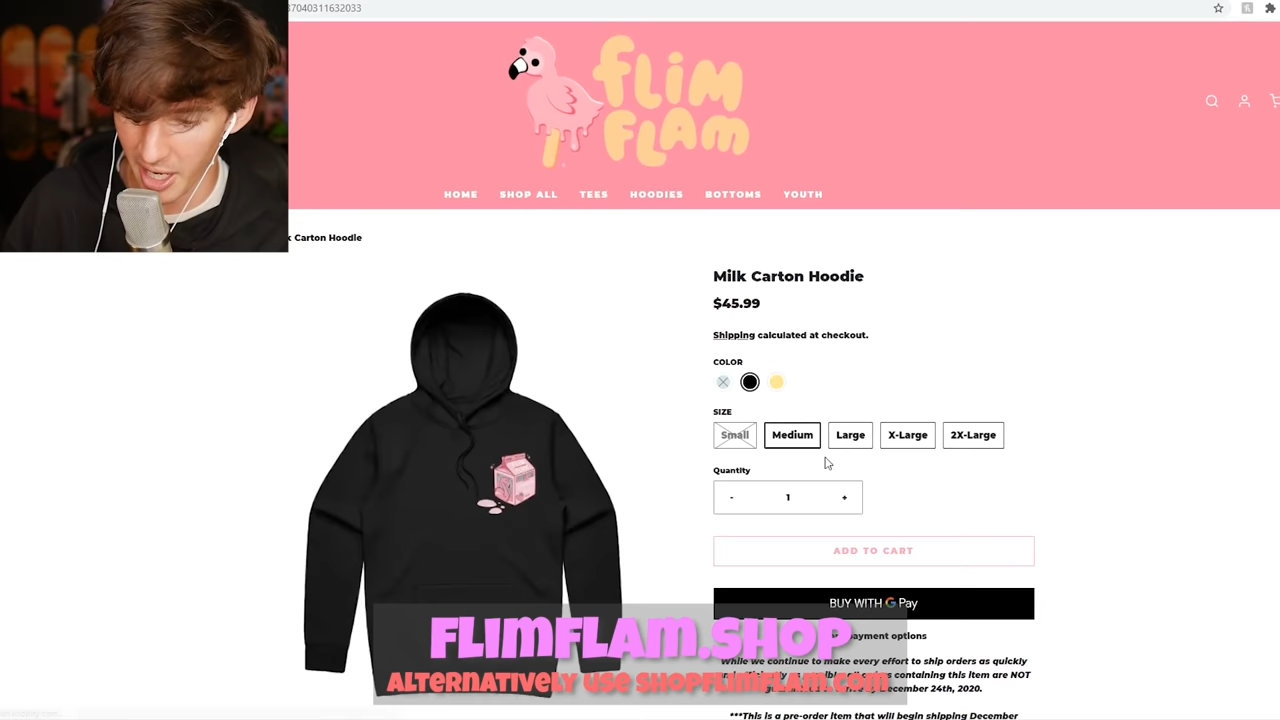 37040311632033
FLIM
FLAM
HOME SHOP ALL TEES HOODIES BOTTOMS YOUTH
k Carton Hoodie
Milk Carton Hoodie
$45.99
Shipping calculated at checkout.
COLOR
SIZE
Small Medium Large X-Large 2X-Large
Quantity
- 1 +
ADD TO CART
BUY WITH G Pay
payment options
While we continue to make every effort to ship orders as quickly
containing this item are NOT
December 24th, 2020.
***This is a pre-order item that will begin shipping December
FLIMFLAM.SHOP
ALTERNATIVELY USE SHOPFLIMFLAM.COM